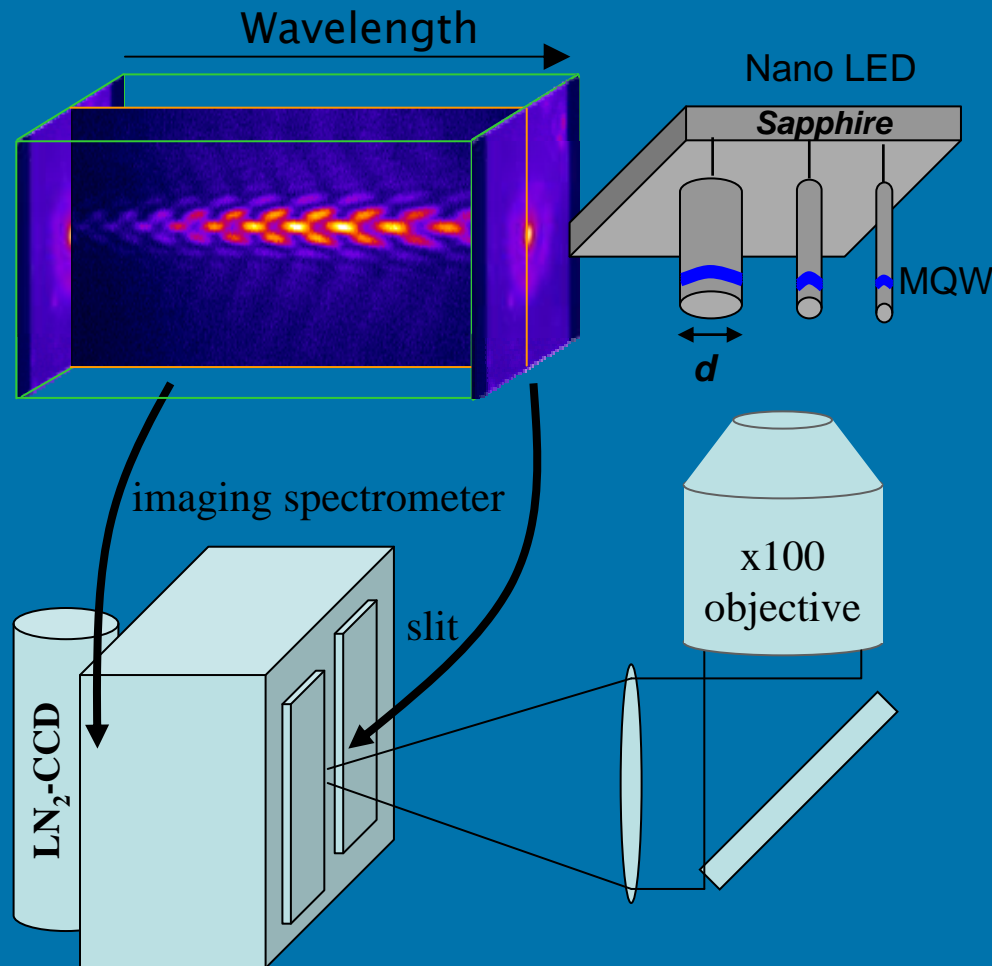 Wavelength
Nano LED
Sapphire
MQW
d
imaging spectrometer
x100
objective
slit
LN₂-CCD